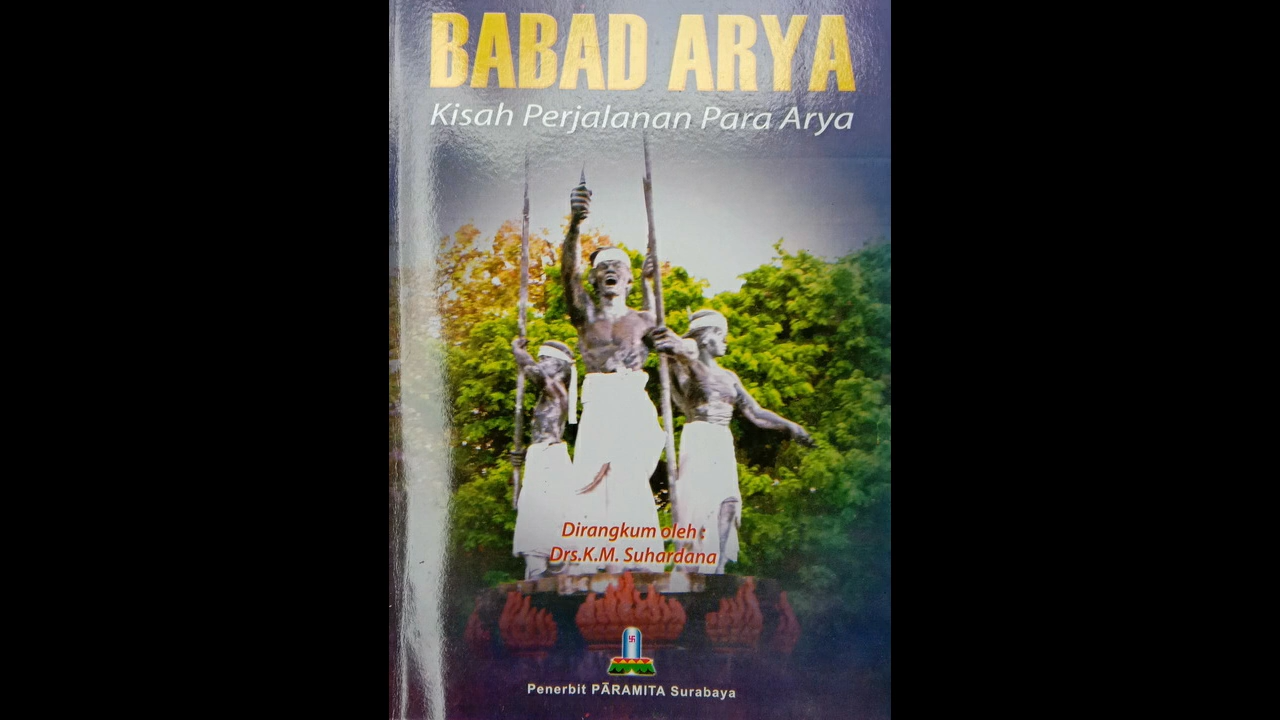 BABAD ARYA
Kisah Perjalanan Para Arya
Dirangkum oleh :
Drs.K.M. Suhardana
Penerbit PĀRAMITA Surabaya